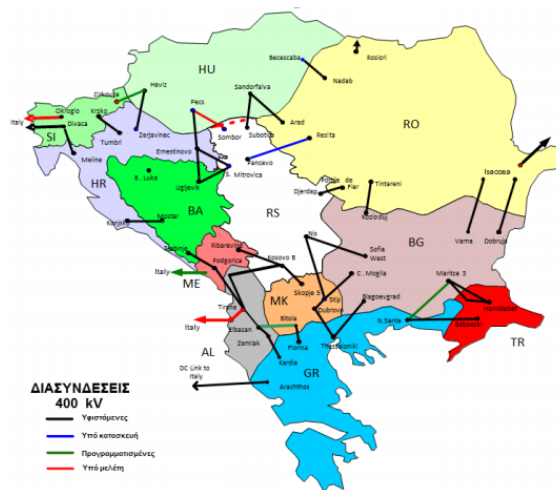 HU
RO
SI
HR
BA
RS
BG
ME
MK
AL
GR
TR
Cirkovce
Heviz
Okroglo
Krsko
Italy
Divaca
Meline
Tumbri
Zerjavinec
Pecs
Ernestinovo
Sombor
Subotica
Sandorfalva
Arad
Becescaba
Nadab
Rosiori
Resita
Pancevo
S. Mitrovica
Ugljevik
B. Luka
Mostar
Konjsko
Trebinje
Podgorica
Ribarevina
Kosovo B
Nis
Djerdap
Portile de
Fier
Tintareni
Kozloduj
Isaccea
Varna
Dobruja
Sofia
West
C. Mogila
Blagoevgrad
Skopje 5
Stip
Dubrovo
Bitola
Florina
Thessaloniki
Maritsa 3
Hamidabat
Babaeski
N.Santa
Italy
Tirana
Italy
Elbasan
Zemlak
Kardia
DC Link to
Italy
Arachthos
ΔΙΑΣΥΝΔΕΣΕΙΣ
400 kV
Υφιστάμενες
Υπό κατασκευή
Προγραμματισμένες
Υπό μελέτη